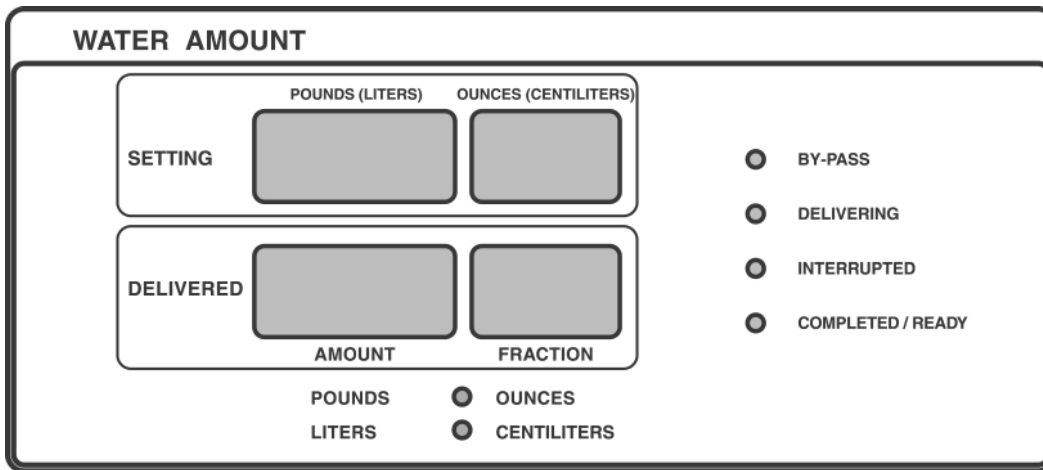 WATER AMOUNT
POUNDS (LITERS) OUNCES (CENTILITERS)
SETTING
DELIVERED
AMOUNT FRACTION
POUNDS OUNCES
LITERS CENTILITERS
BY-PASS
DELIVERING
INTERRUPTED
COMPLETED / READY